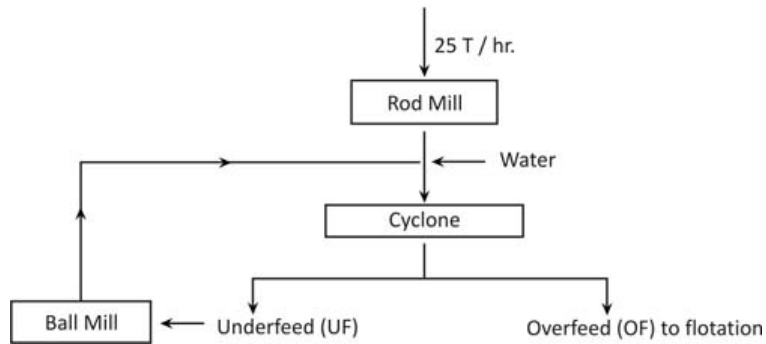 25 T / hr.
Rod Mill
Water
Cyclone
Ball Mill
Underfeed (UF)
Overfeed (OF) to flotation